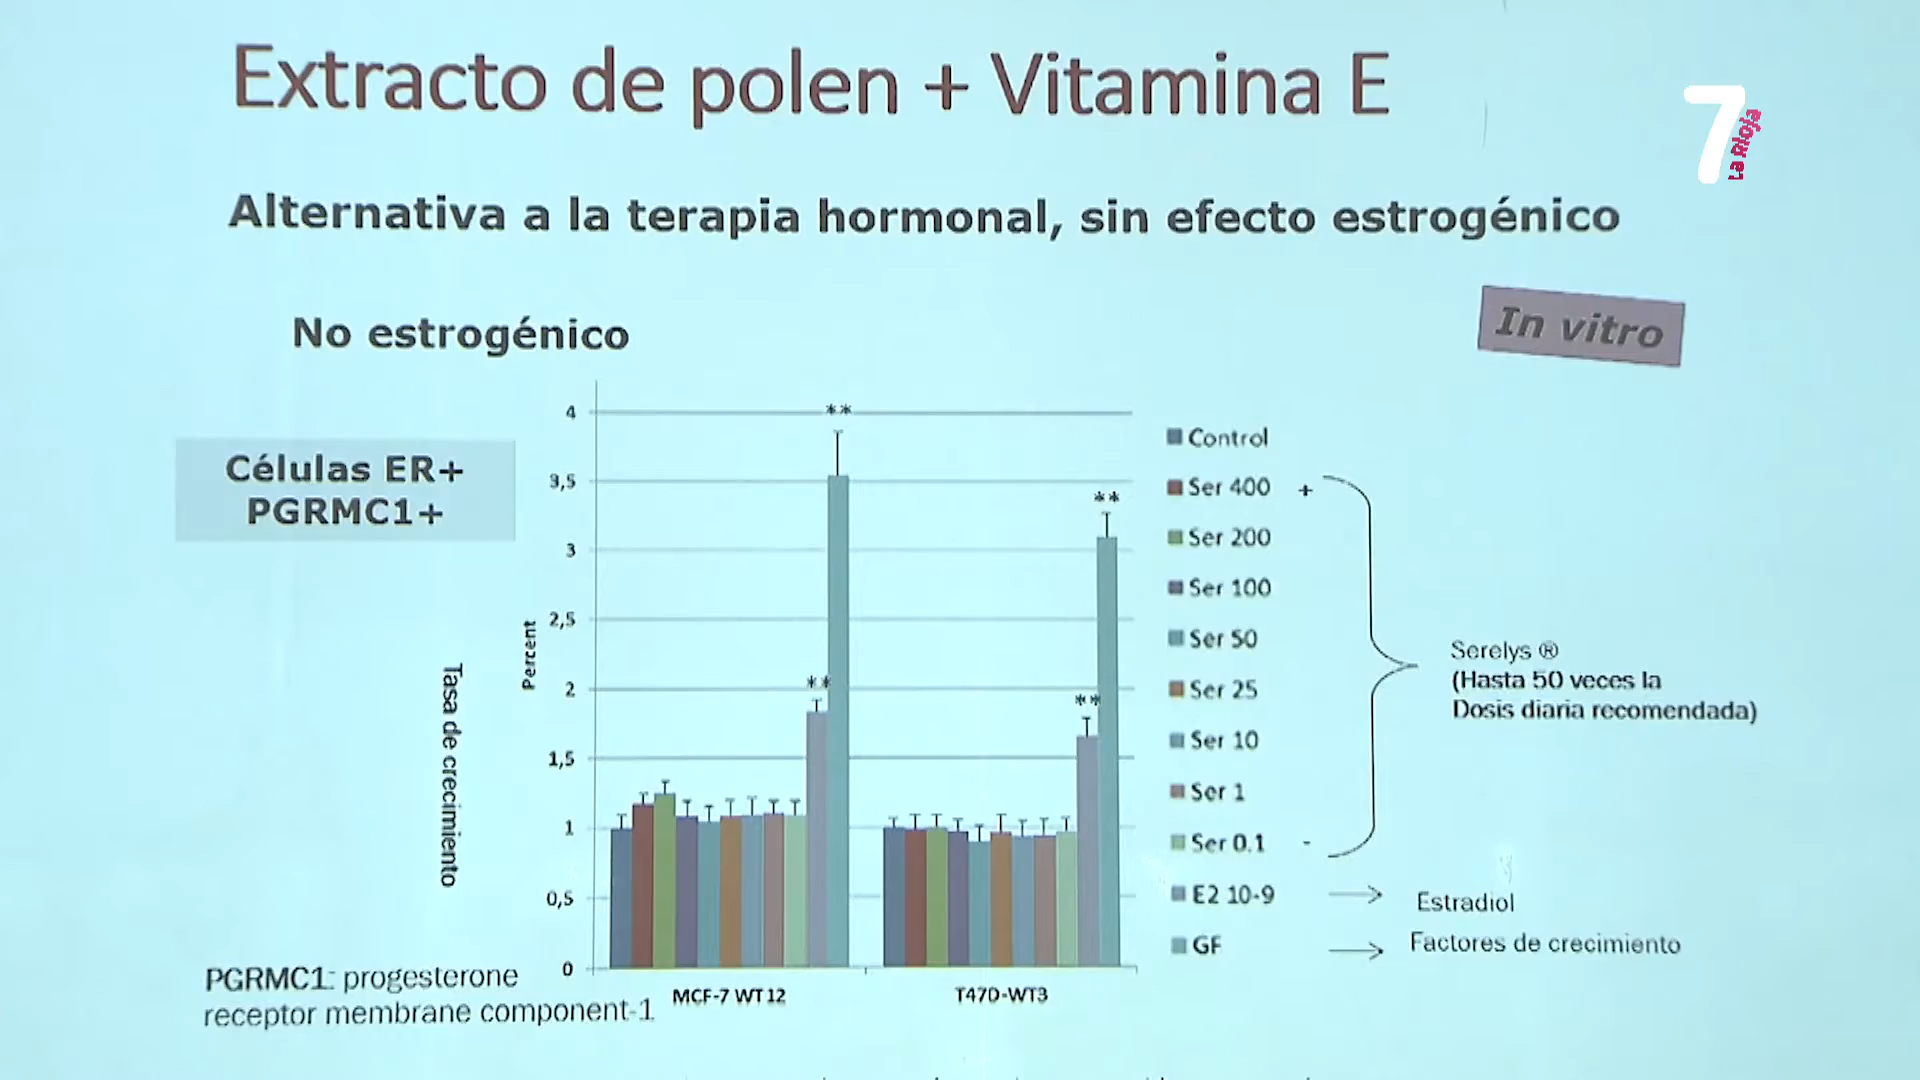 Extracto de polen + Vitamina E
7
La Rioja
Alternativa a la terapia hormonal, sin efecto estrogénico
No estrogénico
In vitro
Células ER+
PGRMC1+
Tasa de crecimiento
Percent
4
3,5
3
2,5
2
1,5
1
0,5
0
**
**
**
**
MCF-7 WT 12
T47D-WT3
Control
Ser 400 +
Ser 200
Ser 100
Ser 50
Ser 25
Ser 10
Ser 1
Ser 0.1 -
E2 10-9
GF
Serelys ®
(Hasta 50 veces la
Dosis diaria recomendada)
Estradiol
Factores de crecimiento
PGRMC1: progesterone
receptor membrane component-1